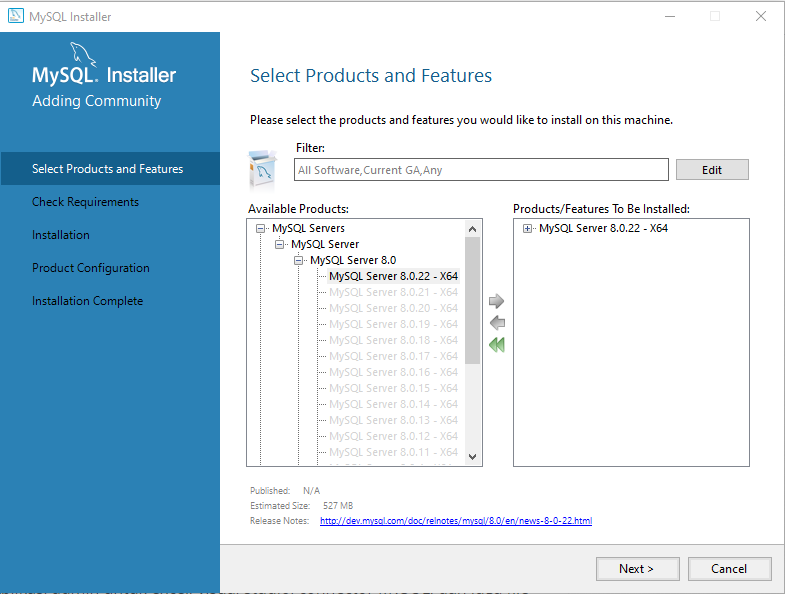 MySQL Installer
MySQL. Installer
Adding Community
Select Products and Features
Check Requirements
Installation
Product Configuration
Installation Complete
Select Products and Features
Please select the products and features you would like to install on this machine.
Filter:
All Software,Current GA,Any
Edit
Available Products:
MySQL Servers
MySQL Server
MySQL Server 8.0
MySQL Server 8.0.22 - X64
MySQL Server 8.0.21 - X64
MySQL Server 8.0.20 - X64
MySQL Server 8.0.19 - X64
MySQL Server 8.0.18 - X64
MySQL Server 8.0.17 - X64
MySQL Server 8.0.16 - X64
MySQL Server 8.0.15 - X64
MySQL Server 8.0.14 - X64
MySQL Server 8.0.13 - X64
MySQL Server 8.0.12 - X64
MySQL Server 8.0.11 - X64
Products/Features To Be Installed:
MySQL Server 8.0.22 - X64
Published: N/A
Estimated Size: 527 MB
Release Notes: http://dev.mysql.com/doc/relnotes/mysql/8.0/en/news-8-0-22.html
Next >
Cancel